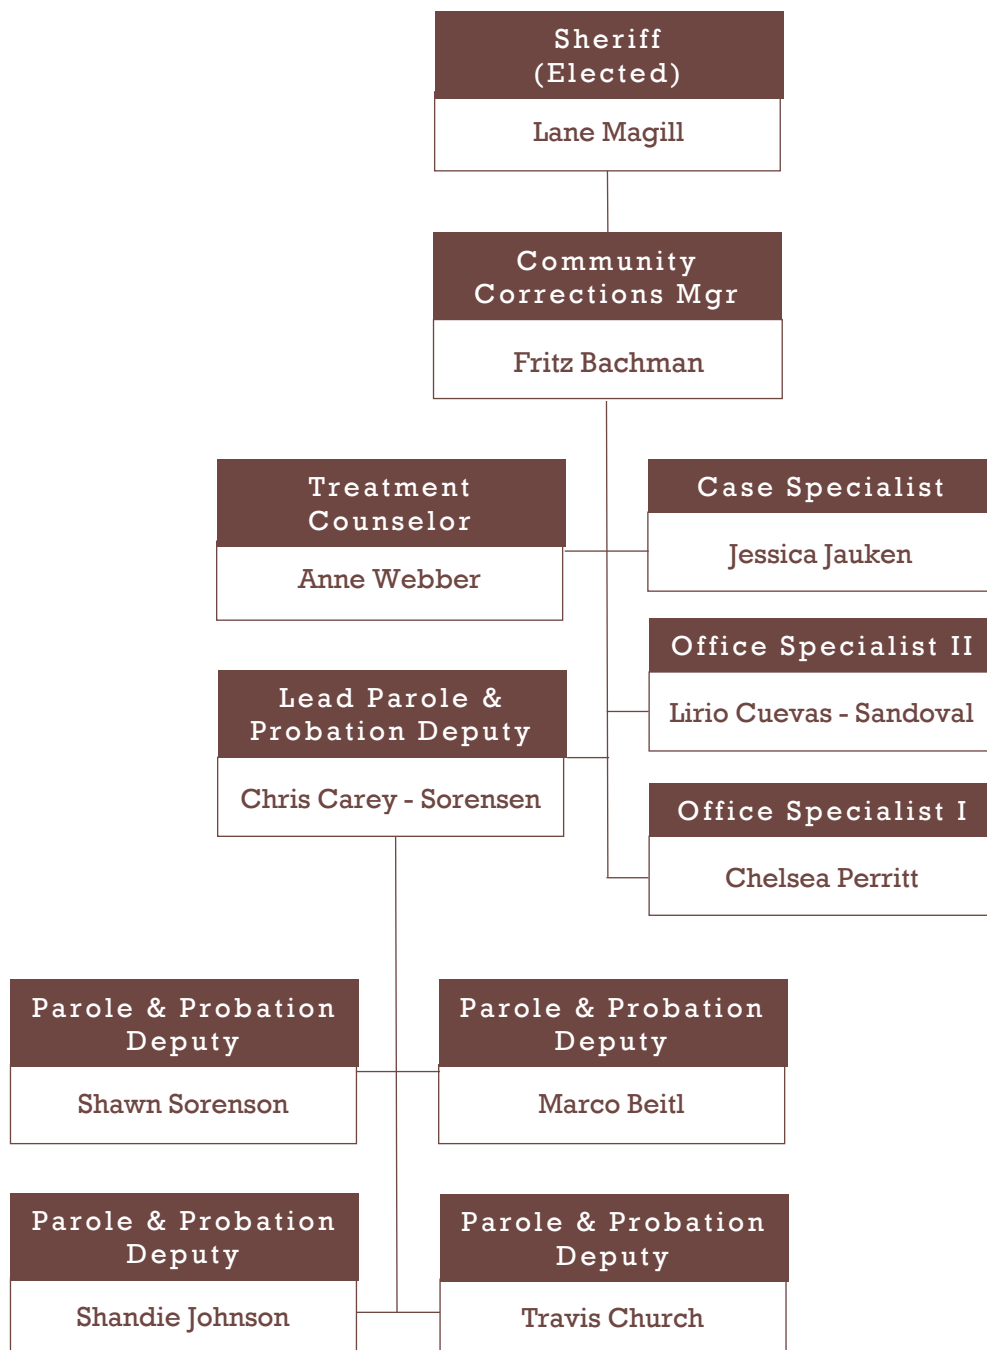 Sheriff
(Elected)
Lane Magill
Community
Corrections Mgr
Fritz Bachman
Treatment
Counselor
Anne Webber
Case Specialist
Jessica Jauken
Office Specialist II
Lirio Cuevas - Sandoval
Lead Parole &
Probation Deputy
Chris Carey - Sorensen
Office Specialist I
Chelsea Perritt
Parole & Probation
Deputy
Shawn Sorenson
Parole & Probation
Deputy
Marco Beitl
Parole & Probation
Deputy
Shandie Johnson
Parole & Probation
Deputy
Travis Church